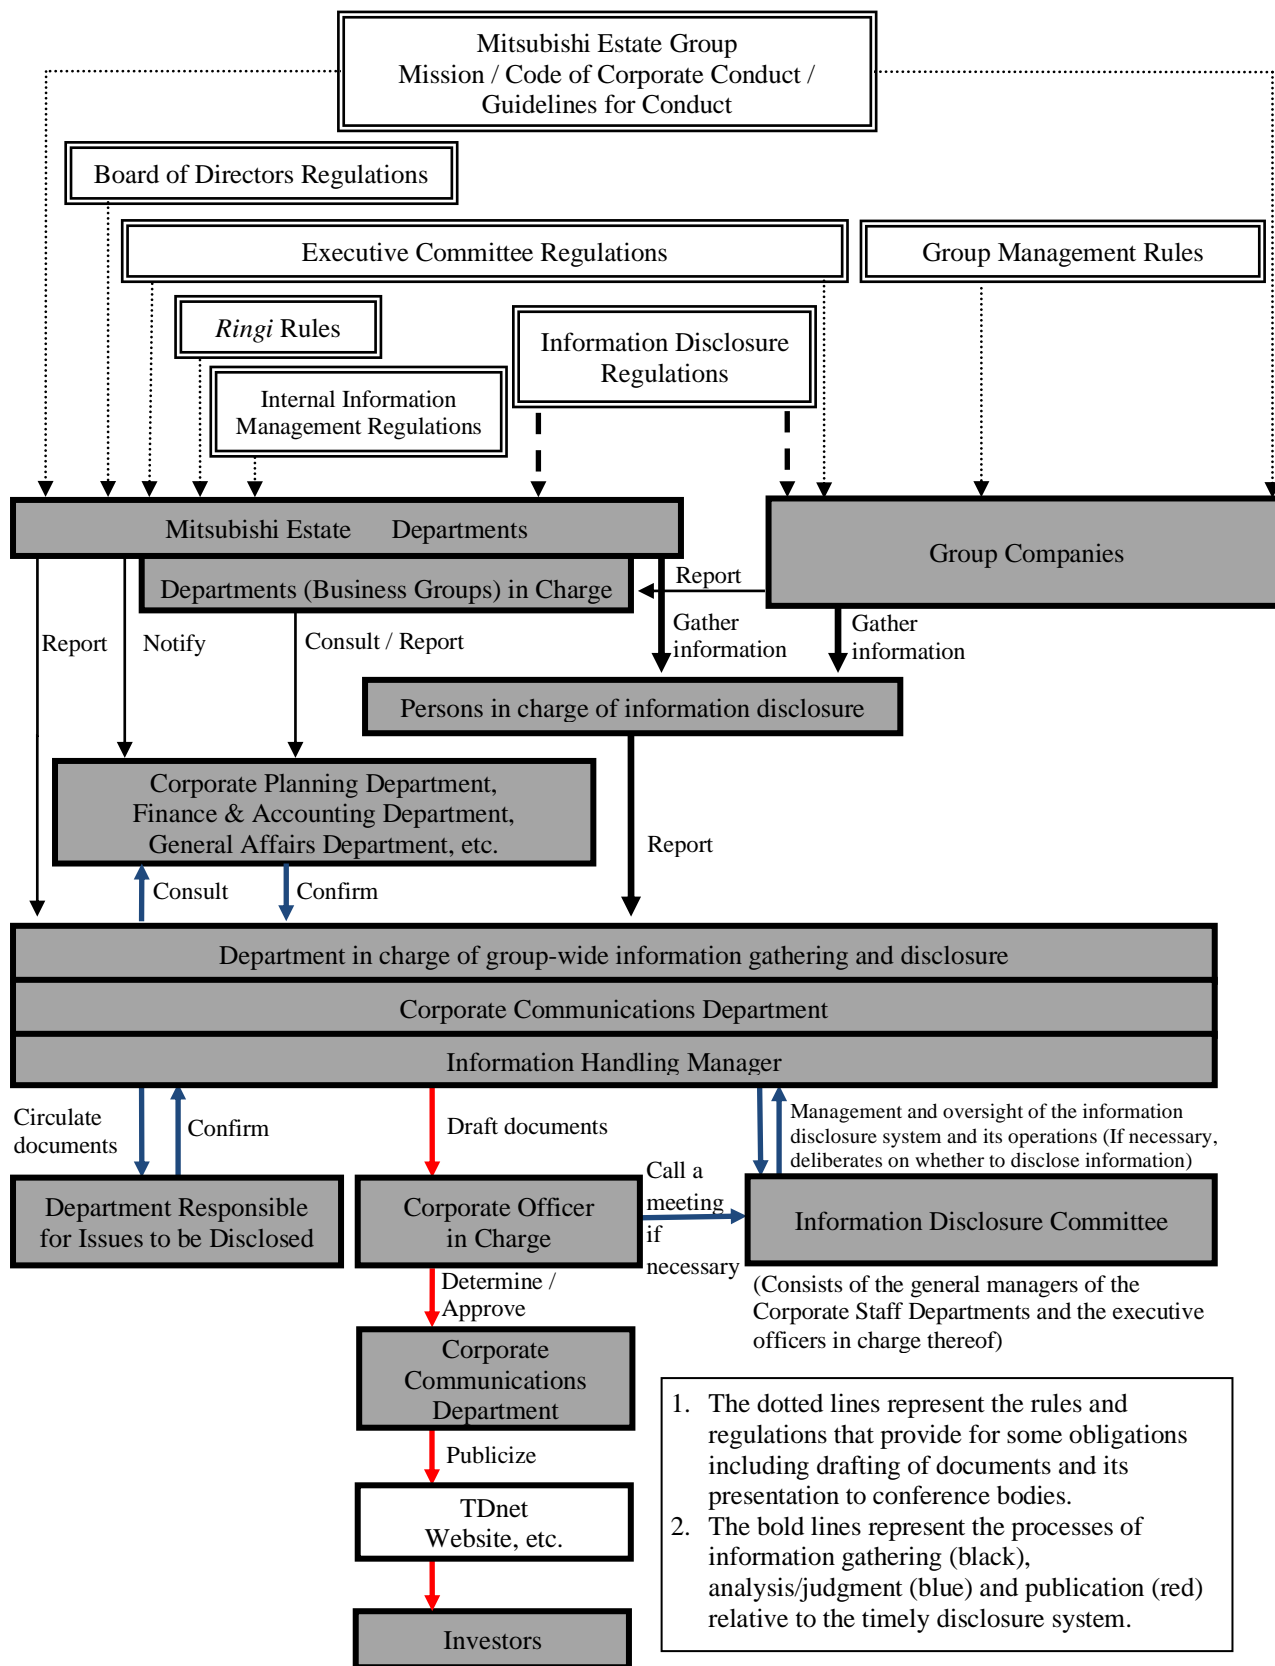 Mitsubishi Estate Group
Mission / Code of Corporate Conduct /
Guidelines for Conduct
Board of Directors Regulations
Executive Committee Regulations
Group Management Rules
Ringi Rules
Information Disclosure
Regulations
Internal Information
Management Regulations
Mitsubishi Estate Departments
Group Companies
Departments (Business Groups) in Charge
Report
Report
Notify
Consult / Report
Gather
information
Gather
information
Persons in charge of information disclosure
Corporate Planning Department,
Finance & Accounting Department,
General Affairs Department, etc.
Report
Consult
Confirm
Department in charge of group-wide information gathering and disclosure
Corporate Communications Department
Information Handling Manager
Circulate
documents
Confirm
Draft documents
Management and oversight of the information
disclosure system and its operations (If necessary,
deliberates on whether to disclose information)
Call a
meeting
if
necessary
Department Responsible
for Issues to be Disclosed
Corporate Officer
in Charge
Information Disclosure Committee
(Consists of the general managers of the
Corporate Staff Departments and the executive
officers in charge thereof)
Determine /
Approve
Corporate
Communications
Department
Publicize
TDnet
Website, etc.
Investors
1. The dotted lines represent the rules and
regulations that provide for some obligations
including drafting of documents and its
presentation to conference bodies.
2. The bold lines represent the processes of
information gathering (black),
analysis/judgment (blue) and publication (red)
relative to the timely disclosure system.